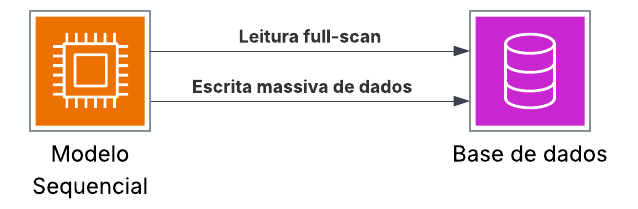 Leitura full-scan
Escrita massiva de dados
Modelo
Sequencial
Base de dados